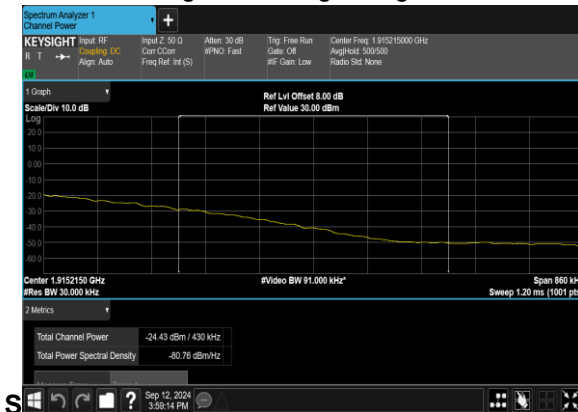 Spectrum Analyzer 1
Channel Power
KEYSIGHT Input: RF Input Z: 50 Ω Atten: 30 dB Trig: Free Run Center Freq: 1.915215000 GHz
R T Coupling: DC Corr CCorr #PNO: Fast Gate: Off Avg|Hold: 500/500
Align: Auto Freq Ref: Int (S) #IF Gain: Low Radio Std: None
1 Graph
Ref Lvl Offset 8.00 dB
Scale/Div 10.0 dB Ref Value 30.00 dBm
Log
20.0
10.0
0.00
-10.0
-20.0
-30.0
-40.0
-50.0
-60.0
Center 1.9152150 GHz #Video BW 91.000 kHz* Span 860 kH
#Res BW 30.000 kHz Sweep 1.20 ms (1001 pts
2 Metrics
Total Channel Power -24.43 dBm / 430 kHz
Total Power Spectral Density -80.76 dBm/Hz
S
? Sep 12, 2024
3:59:14 PM